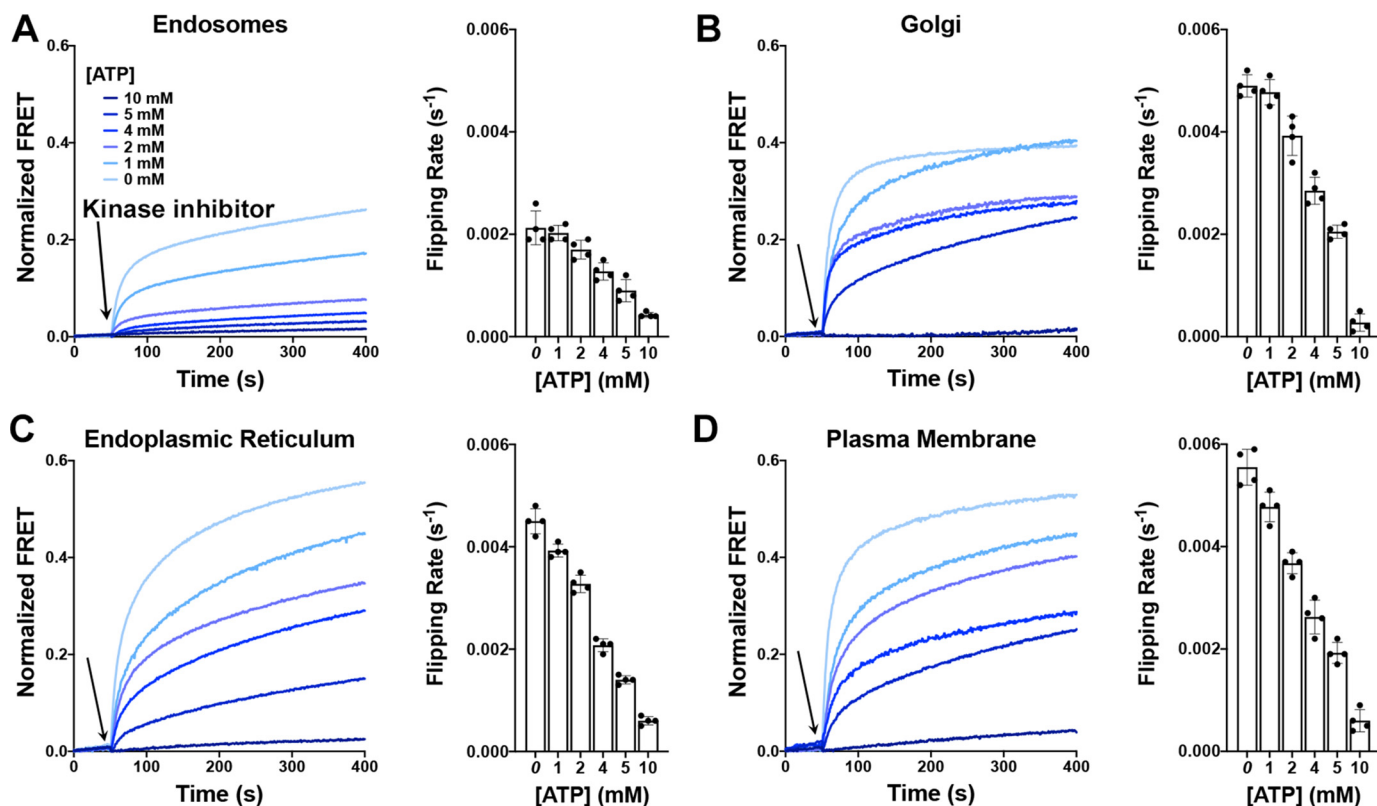 A
Endosomes
Normalized FRET
0.6
0.4
0.2
0.0
[ATP]
10 mM
5 mM
4 mM
2 mM
1 mM
0 mM
Kinase inhibitor
0 100 200 300 400
Time (s)
Flipping Rate (s-1)
0.006
0.004
0.002
0.000
0 1 2 4 5 10
[ATP] (mM)
B
Golgi
Normalized FRET
0.6
0.4
0.2
0.0
0 100 200 300 400
Time (s)
Flipping Rate (s-1)
0.006
0.004
0.002
0.000
0 1 2 4 5 10
[ATP] (mM)
C
Endoplasmic Reticulum
Normalized FRET
0.6
0.4
0.2
0.0
0 100 200 300 400
Time (s)
Flipping Rate (s-1)
0.006
0.004
0.002
0.000
0 1 2 4 5 10
[ATP] (mM)
D
Plasma Membrane
Normalized FRET
0.6
0.4
0.2
0.0
0 100 200 300 400
Time (s)
Flipping Rate (s-1)
0.006
0.004
0.002
0.000
0 1 2 4 5 10
[ATP] (mM)